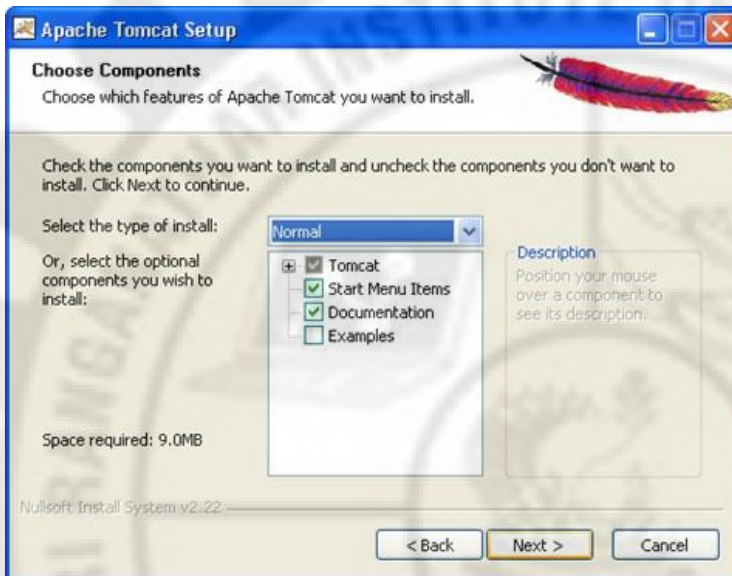 Apache Tomcat Setup
Choose Components
Choose which features of Apache Tomcat you want to install.
Check the components you want to install and uncheck the components you don't want to
install. Click Next to continue.
Select the type of install:
Normal
Or, select the optional
components you wish to
install:
Tomcat
Start Menu Items
Documentation
Examples
Description
Position your mouse
over a component to
see its description.
Space required: 9.0MB
Nullsoft Install System v2.22
< Back
Next >
Cancel